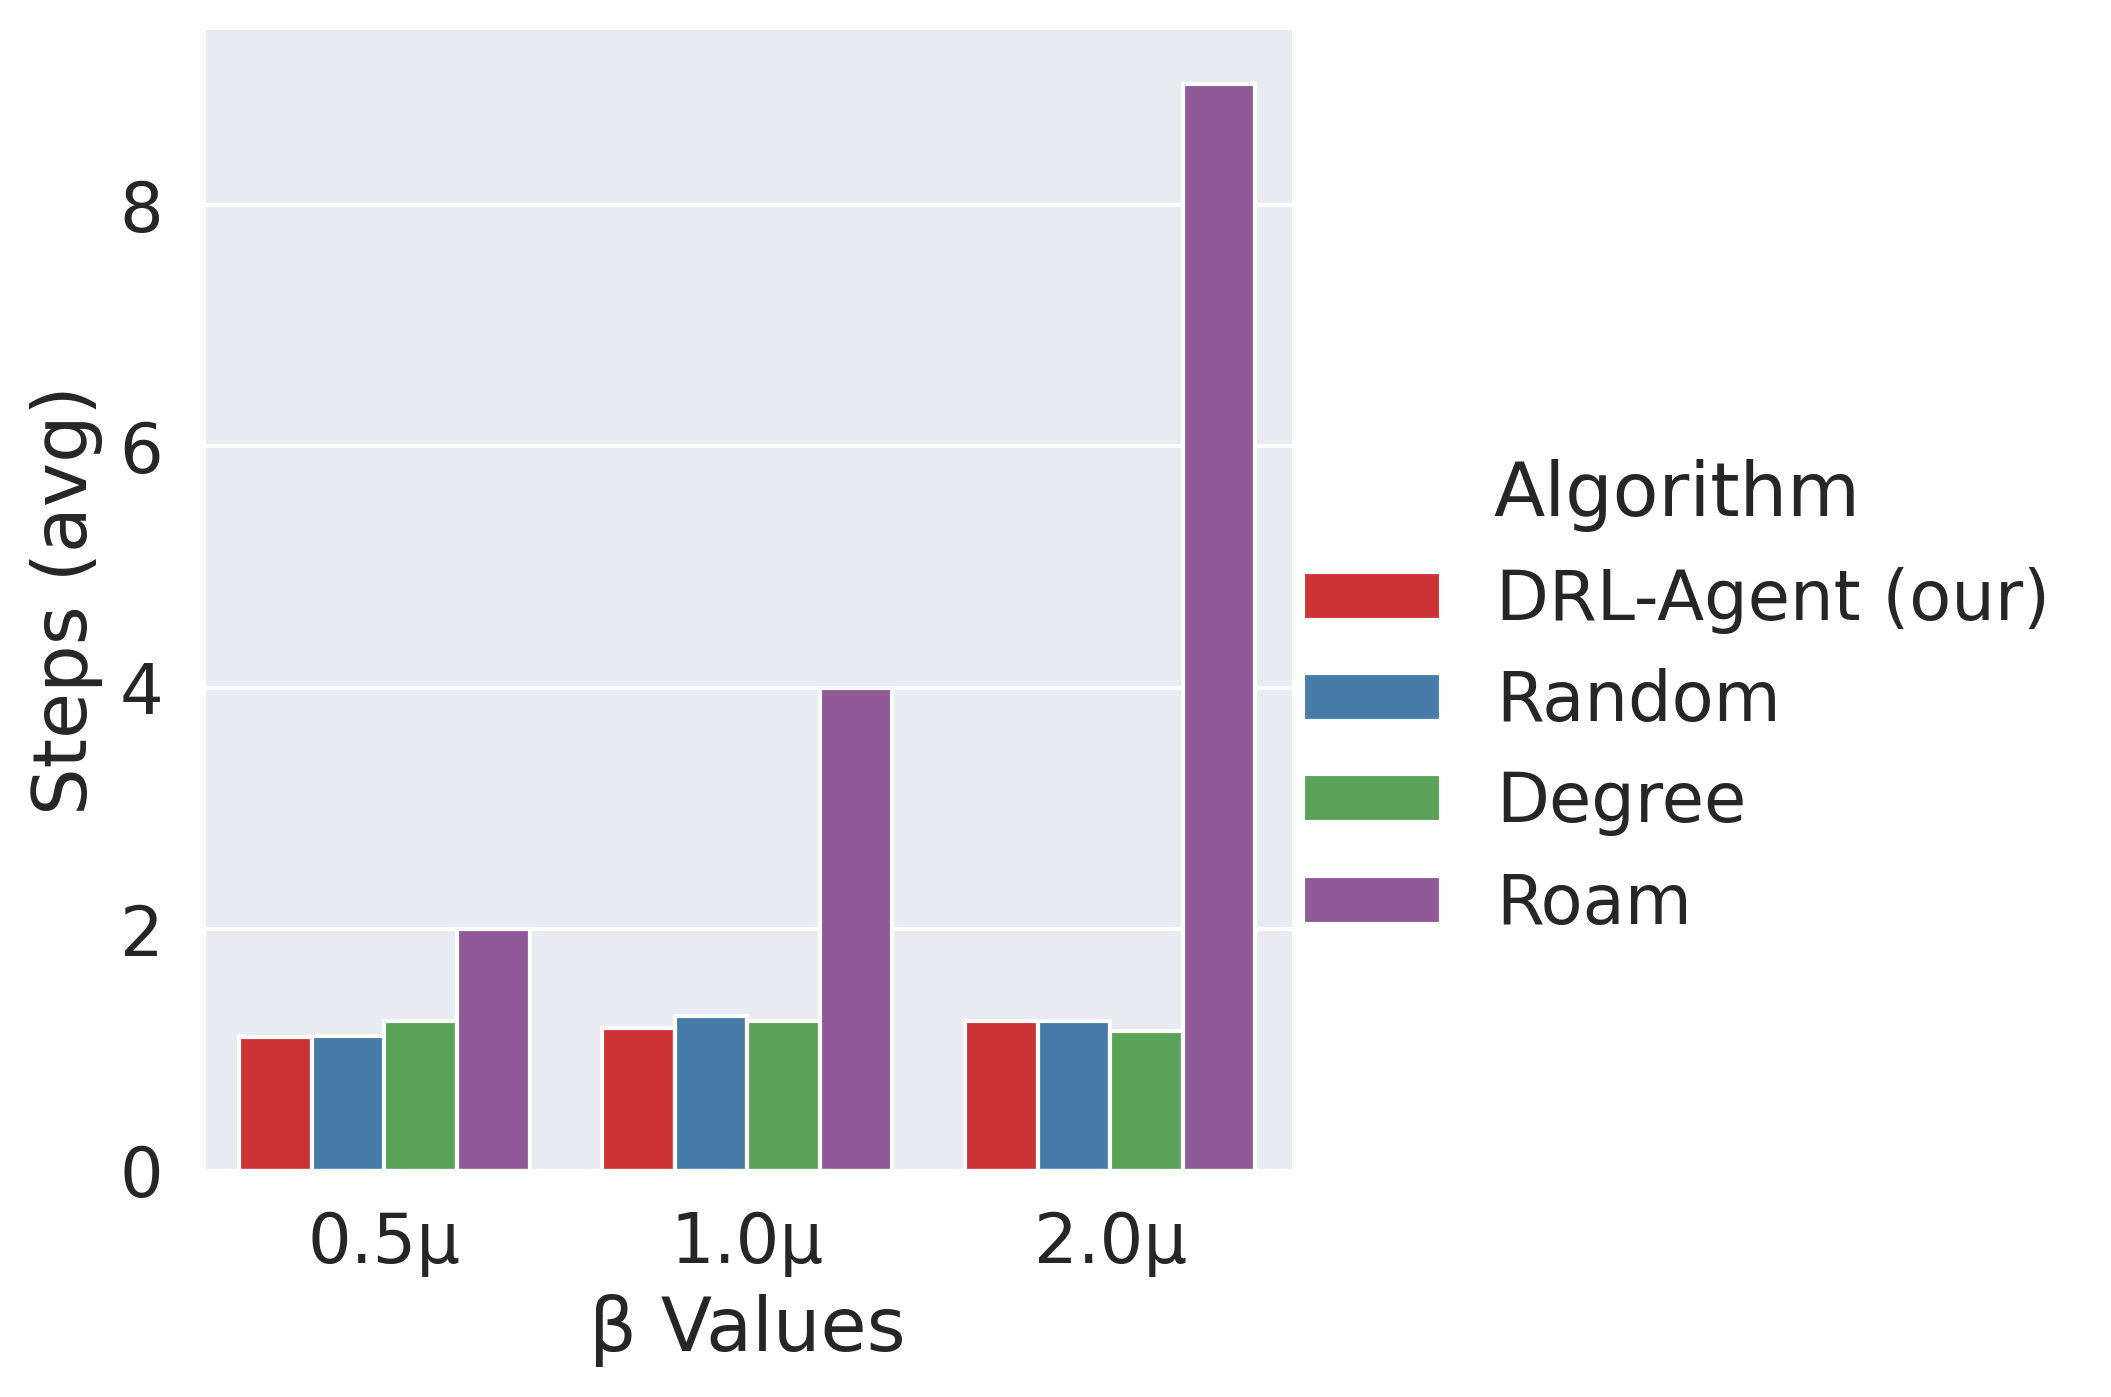 Steps (avg)
8
6
4
2
0
0.5μ 1.0μ 2.0μ
β Values
Algorithm
DRL-Agent (our)
Random
Degree
Roam